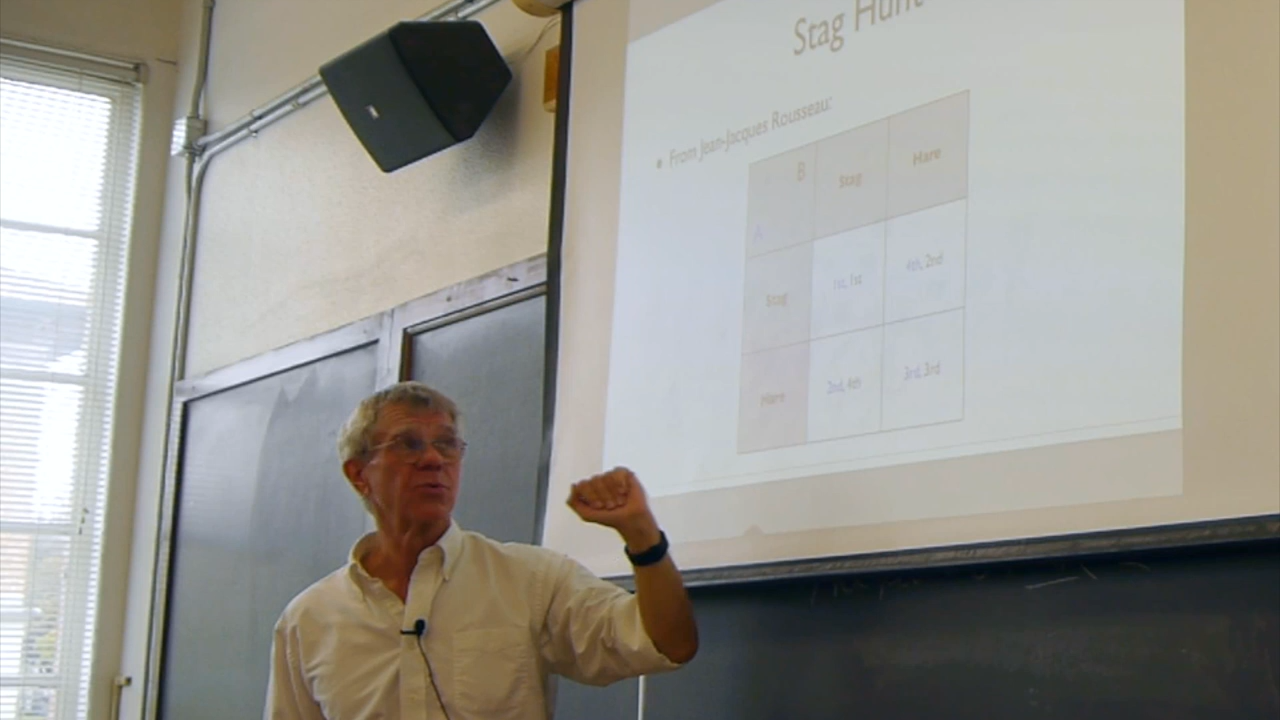 Stag Hunt
• From Jean-Jacques Rousseau:
B Stag Hare
A
Stag 1st, 1st 4th, 2nd
Hare 2nd, 4th 3rd, 3rd